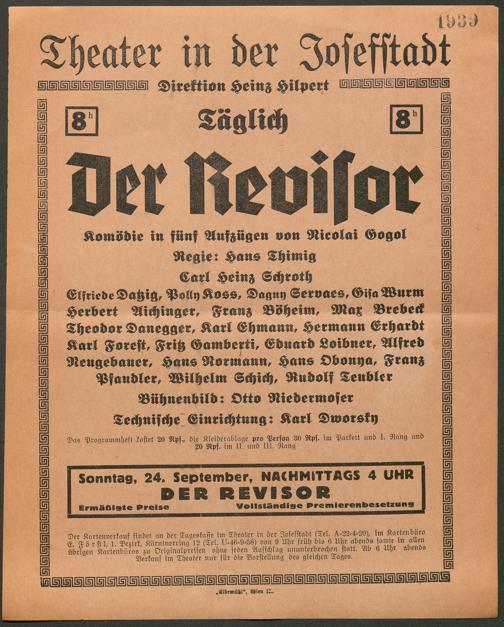 1939
Theater in der Josefstadt
Direktion Heinz Hilpert
8h Täglich 8h
Der Revisor
Komödie in fünf Aufzügen von Nicolai Gogol
Regie: Hans Thimig
Carl Heinz Schroth
Elfriede Datzig, Polly Koss, Dagny Servaes, Gisa Wurm
Herbert Aichinger, Franz Böheim, Max Brebeck
Theodor Danegger, Karl Ehmann, Hermann Erhardt
Karl Forest, Fritz Gamberti, Eduard Loibner, Alfred
Neugebauer, Hans Normann, Hans Obonya, Franz
Pfandler, Wilhelm Schich, Rudolf Teubler
Bühnenbild: Otto Niedermoser
Technische Einrichtung: Karl Dworsky
Das Programmheft kostet 20 Rpf., die Kleiderablage pro Person 30 Rpf. im Parkett und I. Rang und
20 Rpf. im II. und III. Rang
Sonntag, 24. September, NACHMITTAGS 4 UHR
DER REVISOR
Ermäßigte Preise Vollständige Premierenbesetzung
Der Kartenverkauf findet an der Tageskasse im Theater in der Josefstadt (Tel. A-22-4-20), im Kartenbüro
E. Först l, I. Bezirk, Kärntnerring 12 (Tel. U-46-9-58) von 9 Uhr früh bis 6 Uhr abends sowie in allen
übrigen Kartenbüros zu Originalpreisen ohne jeden Aufschlag ununterbrochen statt. Ab 6 Uhr abends
Verkauf im Theater nur für die Vorstellung des gleichen Tages.
„Elbemühl“, Wien